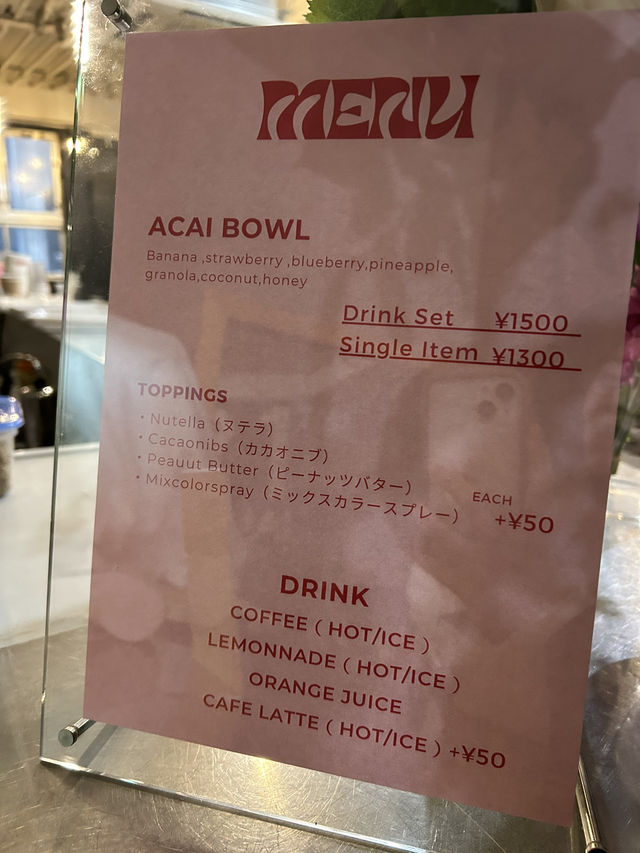 MENU
ACAI BOWL
Banana ,strawberry ,blueberry,pineapple,
granola,coconut,honey
Drink Set ¥1500
Single Item ¥1300
TOPPINGS
・Nutella（ヌテラ）
・Cacaonibs（カカオニブ）
・Peauut Butter（ピーナッツバター）
・Mixcolorspray（ミックスカラースプレー）
EACH
+¥50
DRINK
COFFEE ( HOT/ICE )
LEMONNADE ( HOT/ICE )
ORANGE JUICE
CAFE LATTE ( HOT/ICE ) +¥50